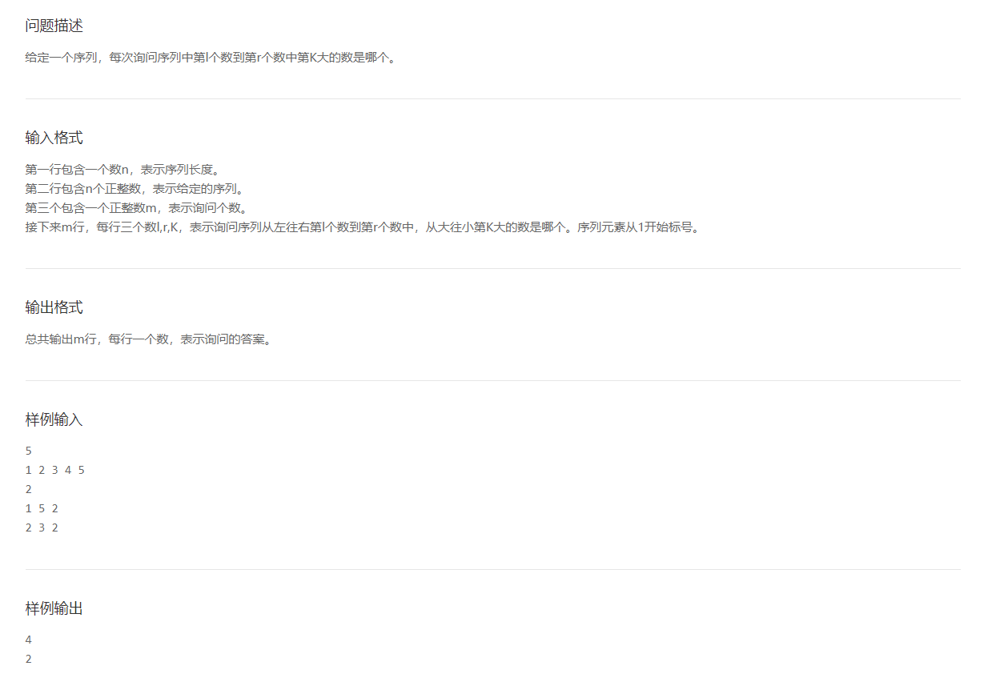 问题描述
给定一个序列，每次询问序列中第l个数到第r个数中第K大的数是哪个。
输入格式
第一行包含一个数n，表示序列长度。
第二行包含n个正整数，表示给定的序列。
第三个包含一个正整数m，表示询问个数。
接下来m行，每行三个数l,r,K，表示询问序列从左往右第l个数到第r个数中，从大往小第K大的数是哪个。序列元素从1开始标号。
输出格式
总共输出m行，每行一个数，表示询问的答案。
样例输入
5
1 2 3 4 5
2
1 5 2
2 3 2
样例输出
4
2